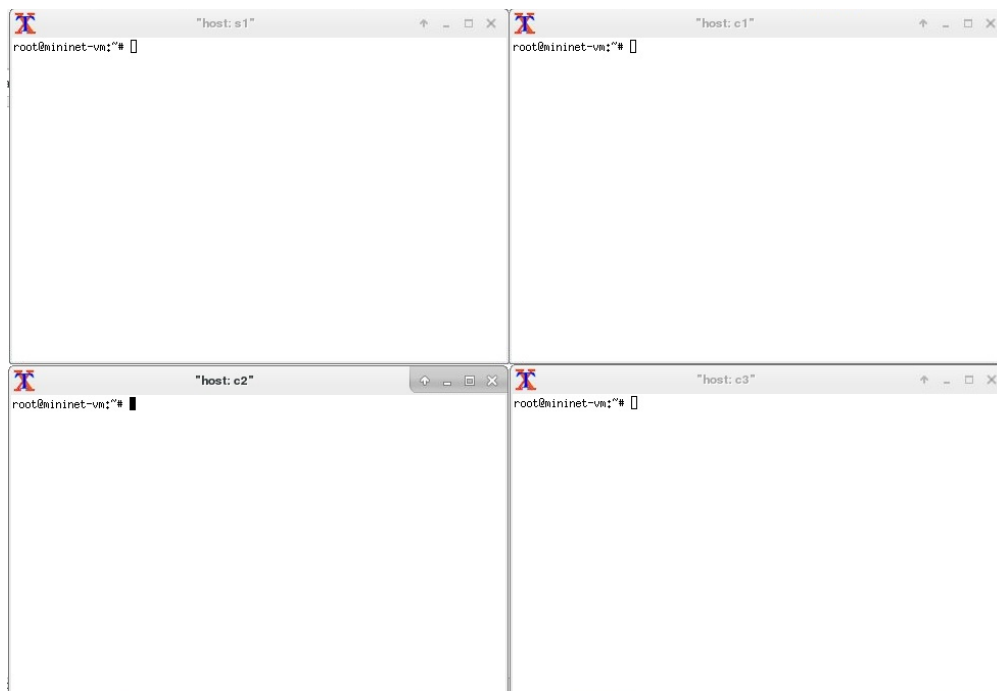 "host: s1"
root@mininet-vm:~#
"host: c1"
root@mininet-vm:~#
"host: c2"
root@mininet-vm:~#
"host: c3"
root@mininet-vm:~#